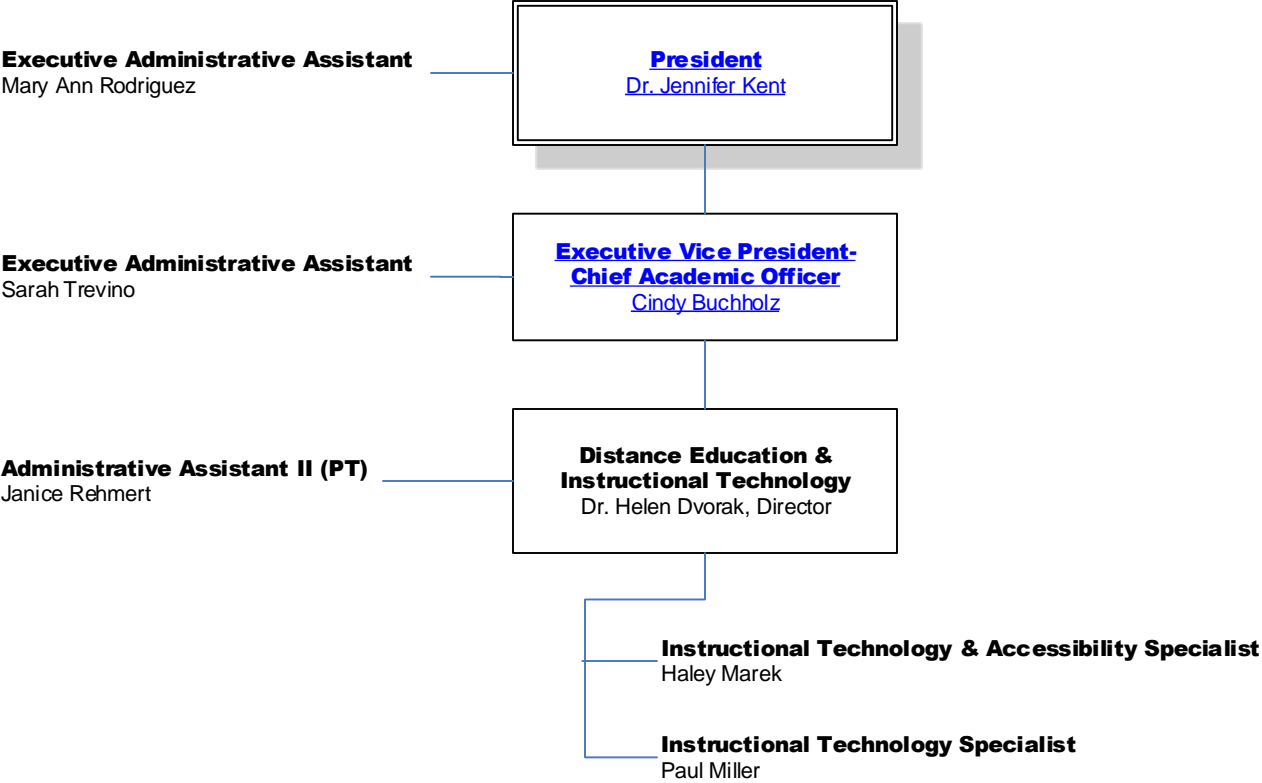 Executive Administrative Assistant
Mary Ann Rodriguez
President
Dr. Jennifer Kent
Executive Administrative Assistant
Sarah Trevino
Executive Vice President-
Chief Academic Officer
Cindy Buchholz
Administrative Assistant II (PT)
Janice Rehmert
Distance Education &
Instructional Technology
Dr. Helen Dvorak, Director
Instructional Technology & Accessibility Specialist
Haley Marek
Instructional Technology Specialist
Paul Miller